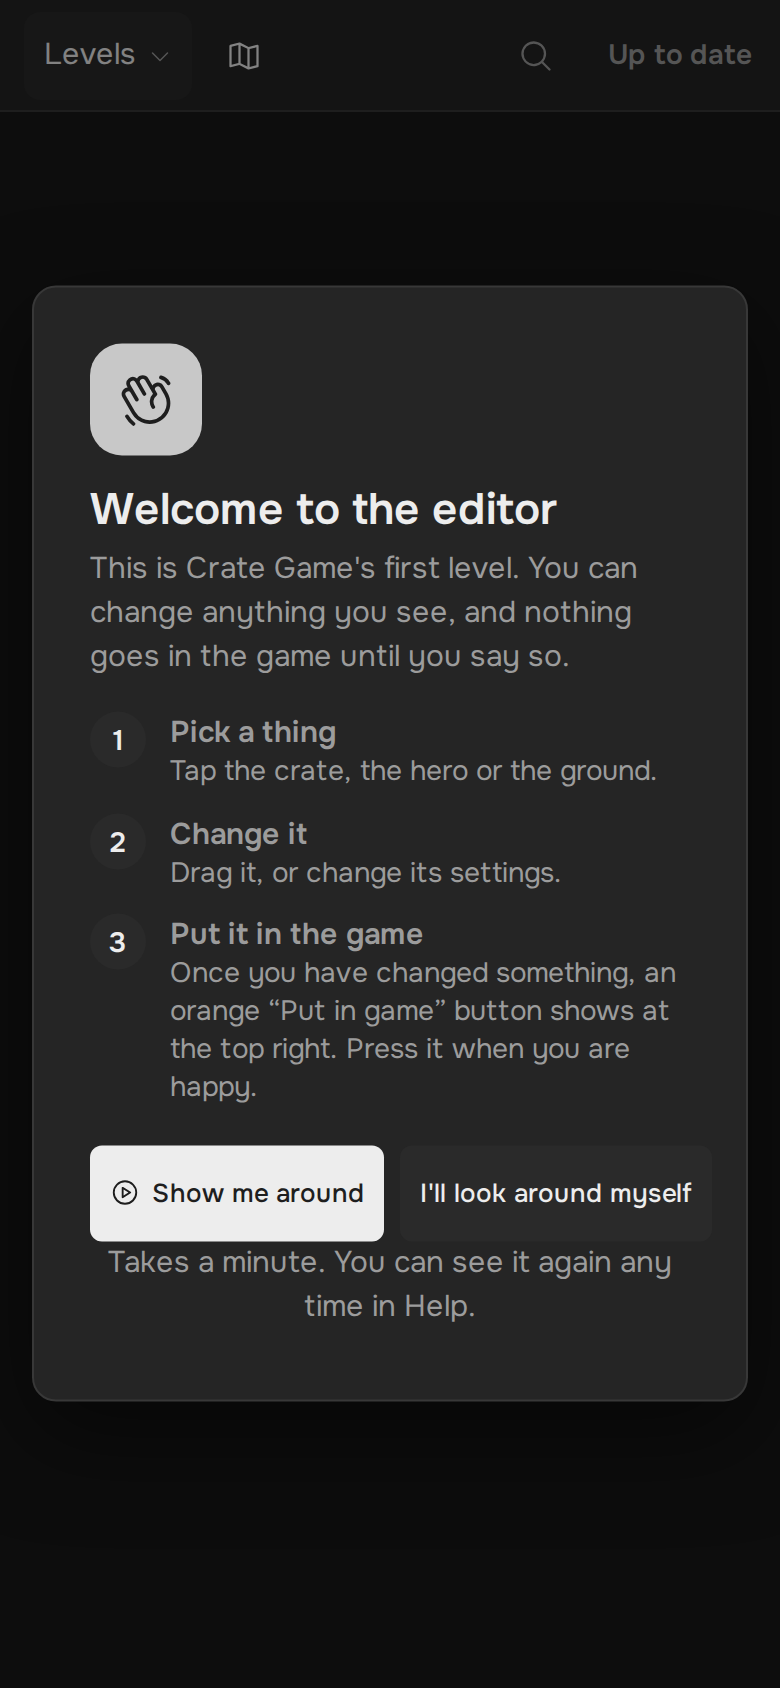 Levels
Up to date
Welcome to the editor
This is Crate Game's first level. You can
change anything you see, and nothing
goes in the game until you say so.
1
Pick a thing
Tap the crate, the hero or the ground.
2
Change it
Drag it, or change its settings.
3
Put it in the game
Once you have changed something, an
orange “Put in game” button shows at
the top right. Press it when you are
happy.
Show me around
I'll look around myself
Takes a minute. You can see it again any
time in Help.